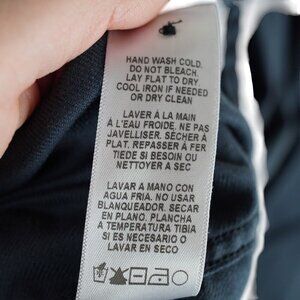 HAND WASH COLD.
DO NOT BLEACH.
LAY FLAT TO DRY
COOL IRON IF NEEDED
OR DRY CLEAN
LAVER À LA MAIN
À L'EAU FROIDE. NE PAS
JAVELLISER. SÉCHER À
PLAT. REPASSER À FER
TIEDE SI BESOIN OU
NETTOYER A SEC
LAVAR A MANO CON
AGUA FRIA. NO USAR
BLANQUEADOR. SECAR
EN PLANO. PLANCHA
A TEMPERATURA TIBIA
SI ES NECESARIO O
LAVAR EN SECO